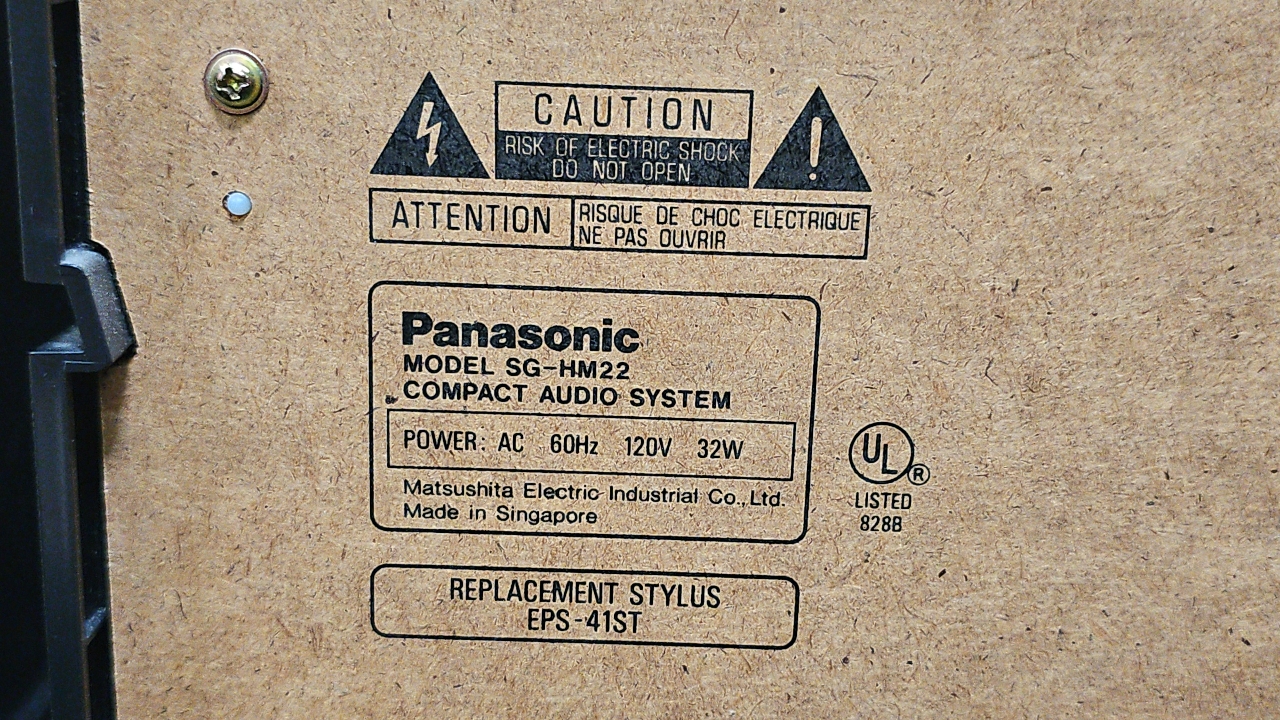 CAUTION
RISK OF ELECTRIC SHOCK
DO NOT OPEN
ATTENTION
RISQUE DE CHOC ELECTRIQUE
NE PAS OUVRIR
Panasonic
MODEL SG-HM22
COMPACT AUDIO SYSTEM
POWER: AC 60Hz 120V 32W
Matsushita Electric Industrial Co., Ltd.
Made in Singapore
UL®
LISTED
828B
REPLACEMENT STYLUS
EPS-41ST